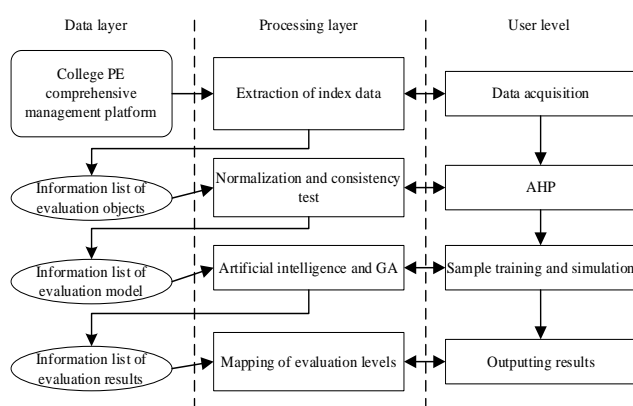 Data layer
Processing layer
User level
College PE
comprehensive
management platform
Extraction of index data
Data acquisition
Information list of
evaluation objects
Normalization and consistency
test
AHP
Information list of
evaluation model
Artificial intelligence and GA
Sample training and simulation
Information list of
evaluation results
Mapping of evaluation levels
Outputting results